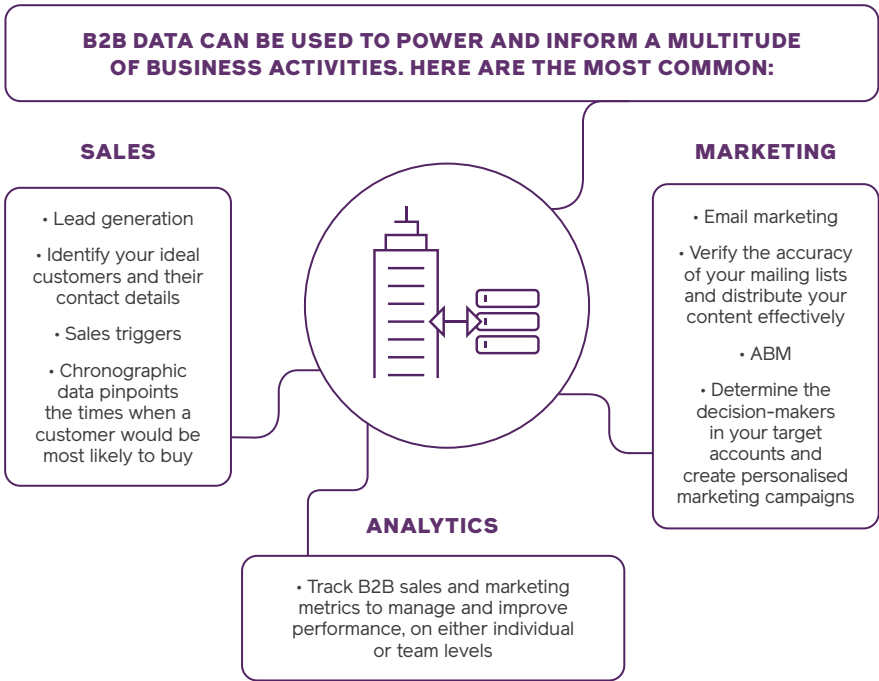 B2B DATA CAN BE USED TO POWER AND INFORM A MULTITUDE
OF BUSINESS ACTIVITIES. HERE ARE THE MOST COMMON:
SALES
• Lead generation
• Identify your ideal
customers and their
contact details
• Sales triggers
• Chronographic
data pinpoints
the times when a
customer would be
most likely to buy
MARKETING
• Email marketing
• Verify the accuracy
of your mailing lists
and distribute your
content effectively
• ABM
• Determine the
decision-makers
in your target
accounts and
create personalised
marketing campaigns
ANALYTICS
• Track B2B sales and marketing
metrics to manage and improve
performance, on either individual
or team levels